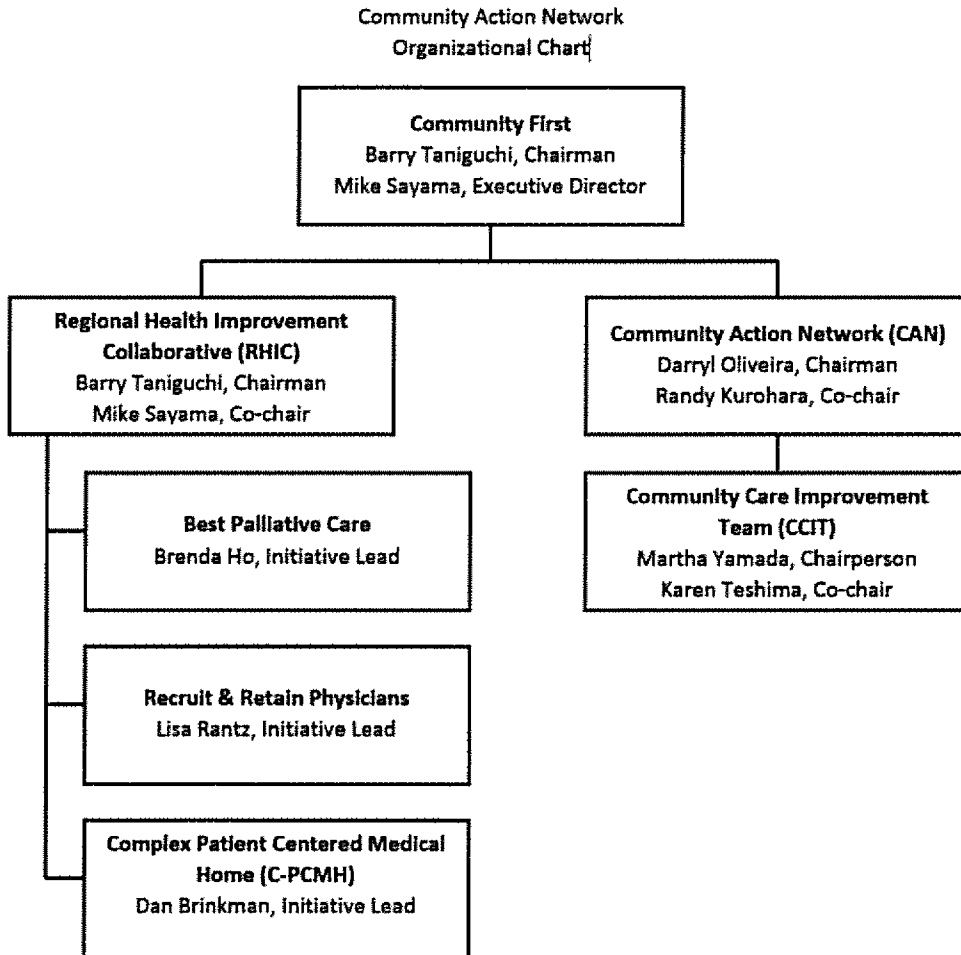 Community Action Network
Organizational Chart
Community First
Barry Taniguchi, Chairman
Mike Sayama, Executive Director
Regional Health Improvement
Collaborative (RHIC)
Barry Taniguchi, Chairman
Mike Sayama, Co-chair
Community Action Network (CAN)
Darryl Oliveira, Chairman
Randy Kurohara, Co-chair
Best Palliative Care
Brenda Ho, Initiative Lead
Community Care Improvement
Team (CCIT)
Martha Yamada, Chairperson
Karen Teshima, Co-chair
Recruit & Retain Physicians
Lisa Rantz, Initiative Lead
Complex Patient Centered Medical
Home (C-PCMH)
Dan Brinkman, Initiative Lead